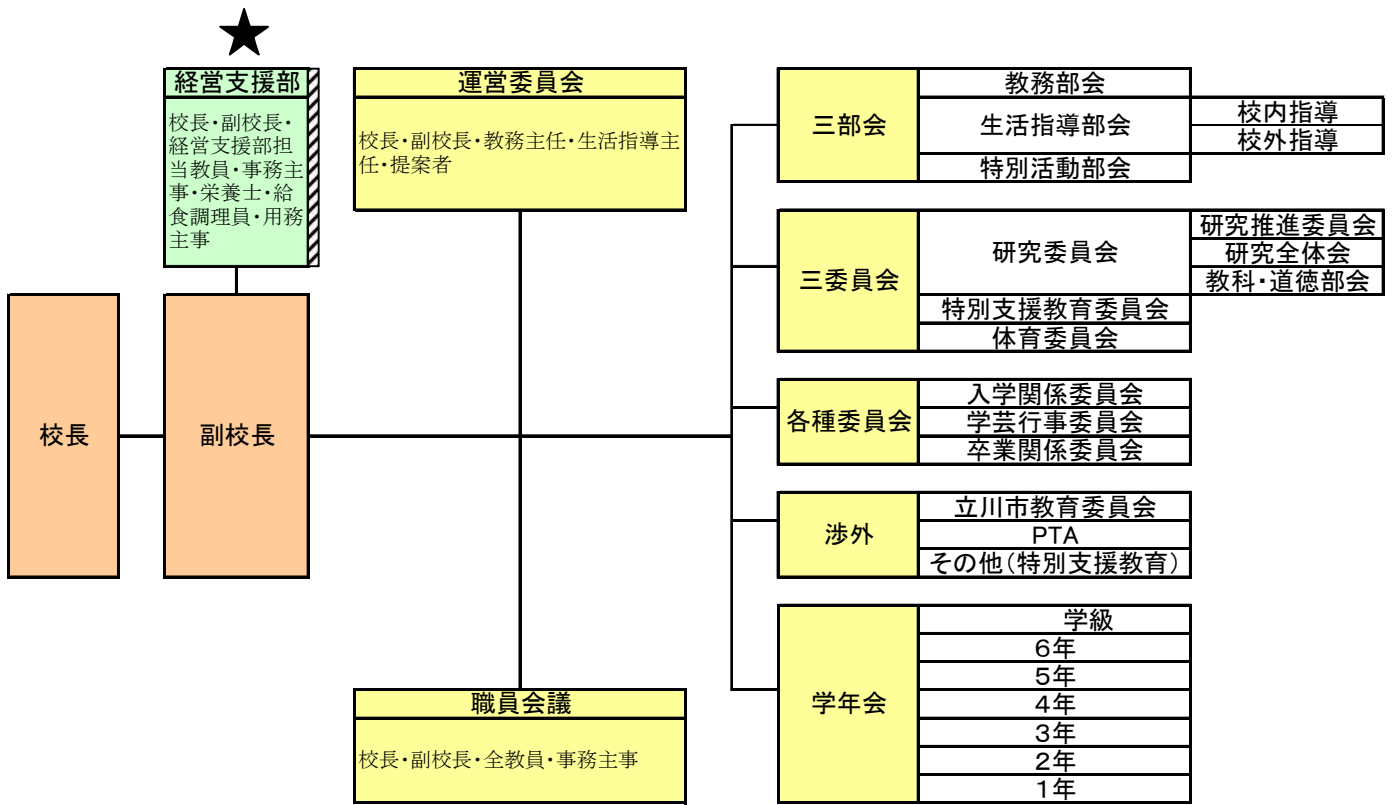 ★
経営支援部
校長・副校長・
経営支援部担
当教員・事務主
事・栄養士・給
食調理員・用務
主事
運営委員会
校長・副校長・教務主任・生活指導主
任・提案者
校長
副校長
職員会議
校長・副校長・全教員・事務主事
三部会
教務部会
生活指導部会
校内指導
校外指導
特別活動部会
三委員会
研究委員会
研究推進委員会
研究全体会
教科・道徳部会
特別支援教育委員会
体育委員会
各種委員会
入学関係委員会
学芸行事委員会
卒業関係委員会
渉外
立川市教育委員会
PTA
その他(特別支援教育)
学年会
学級
6年
5年
4年
3年
2年
1年